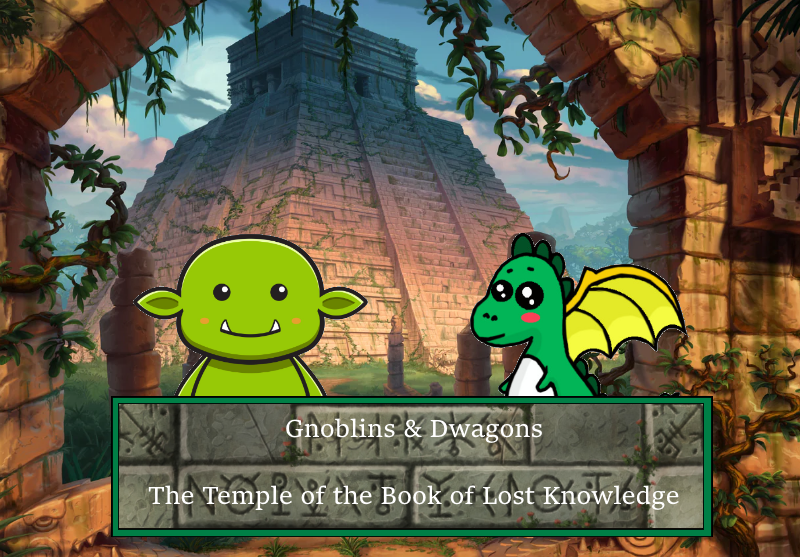 Gnoblins & Dwagons
The Temple of the Book of Lost Knowledge